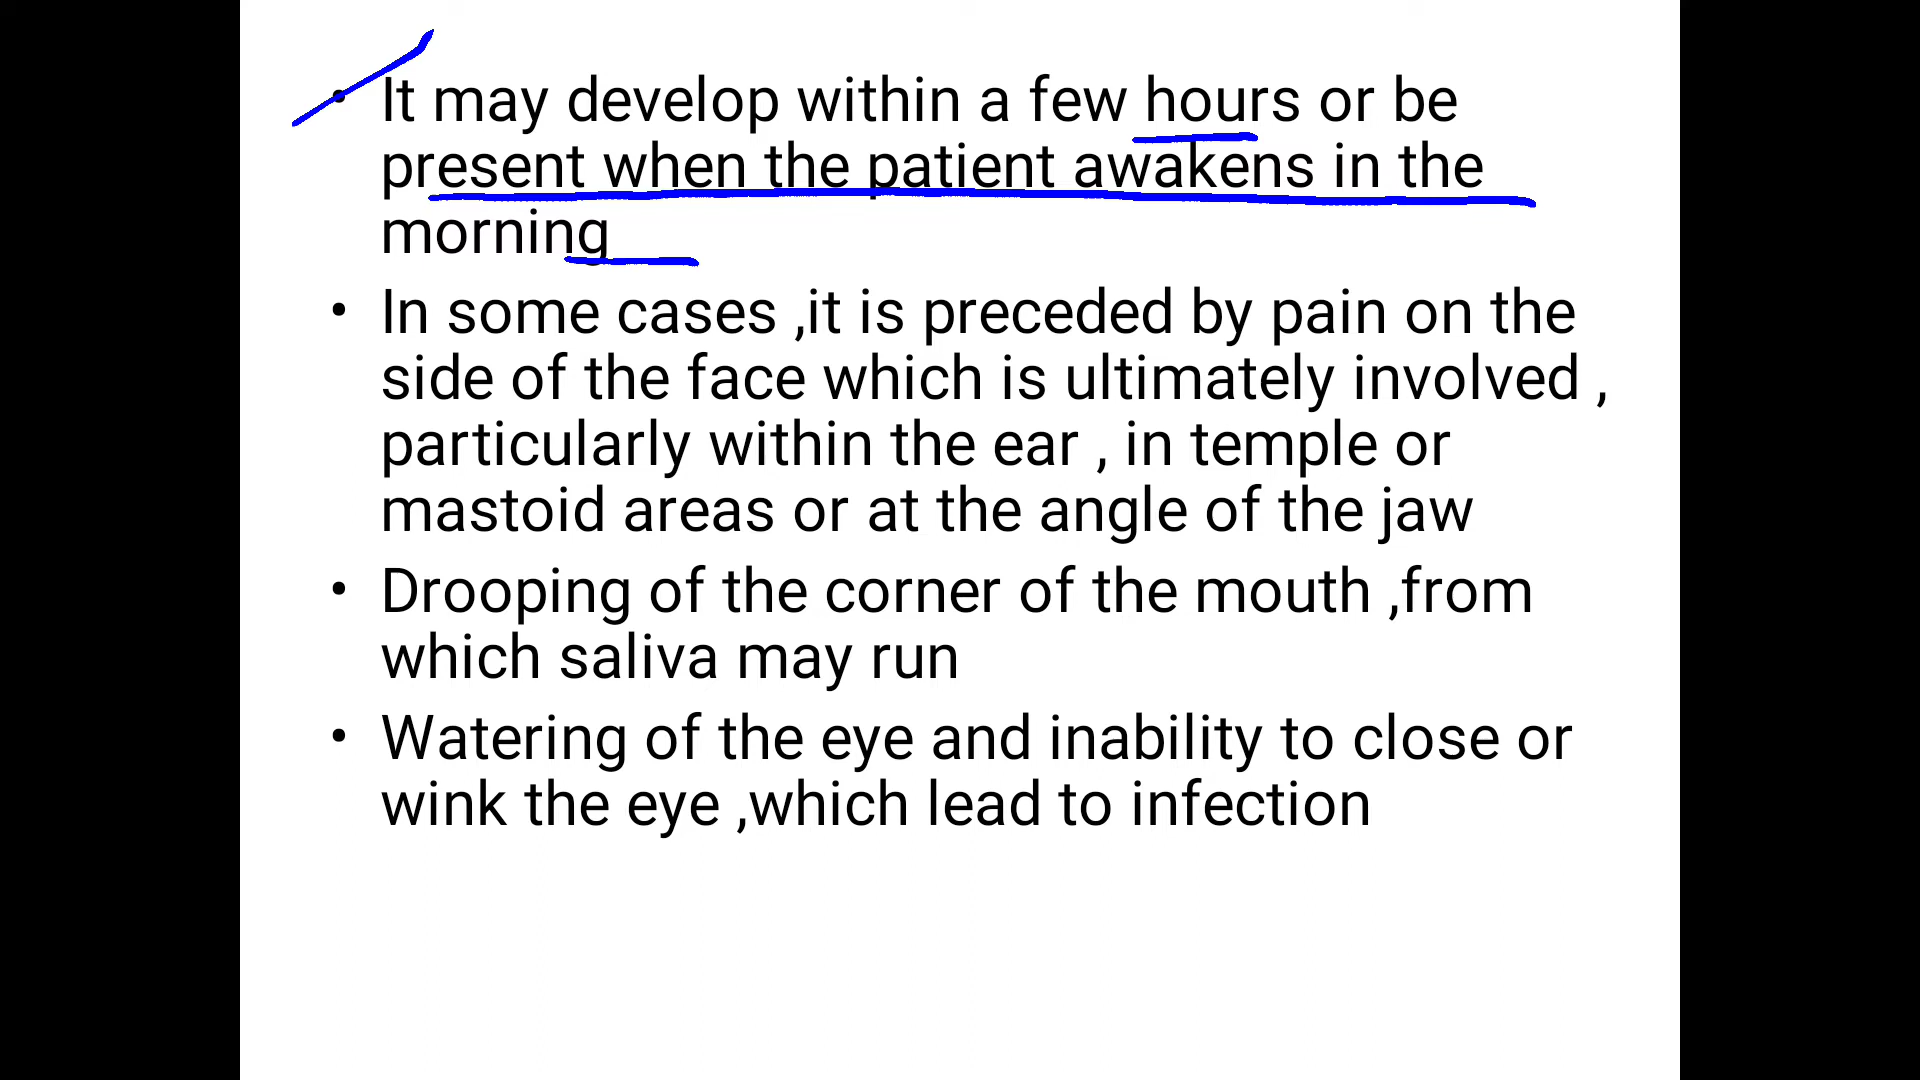 • It may develop within a few hours or be
present when the patient awakens in the
morning
• In some cases ,it is preceded by pain on the
side of the face which is ultimately involved ,
particularly within the ear , in temple or
mastoid areas or at the angle of the jaw
• Drooping of the corner of the mouth ,from
which saliva may run
• Watering of the eye and inability to close or
wink the eye ,which lead to infection